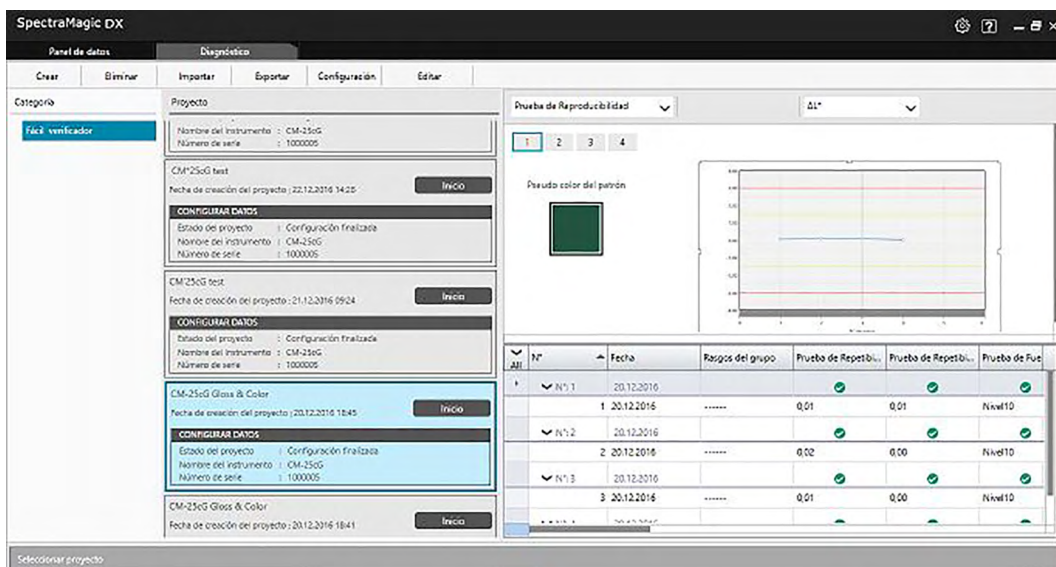 SpectraMagic DX
Panel de datos Diagnóstico
Crear Eliminar Importar Exportar Configuración Editar
Categoría
Fácil verificador
Proyecto
Nombre del instrumento : CM-25cG
Número de serie : 1000005
CM*25cG test
Fecha de creación del proyecto : 22.12.2016 14:28
Inicio
CONFIGURAR DATOS
Estado del proyecto : Configuración finalizada
Nombre del instrumento : CM-25cG
Número de serie : 1000005
CM'25cG test
Fecha de creación del proyecto : 21.12.2016 09:24
Inicio
CONFIGURAR DATOS
Estado del proyecto : Configuración finalizada
Nombre del instrumento : CM-25cG
Número de serie : 1000005
CM-25cG Gloss & Color
Fecha de creación del proyecto : 20.12.2016 18:45
Inicio
CONFIGURAR DATOS
Estado del proyecto : Configuración finalizada
Nombre del instrumento : CM-25cG
Número de serie : 1000005
CM-25cG Gloss & Color
Fecha de creación del proyecto : 20.12.2016 18:41
Inicio
Prueba de Reproducibilidad
ΔL*
1 2 3 4
Pseudo color del patrón
All N° Fecha Rasgos del grupo Prueba de Repetibi... Prueba de Repetibi... Prueba de Fue
N°: 1 20.12.2016
1 20.12.2016 ------ 0,01 0,01 Nivel10
N°: 2 20.12.2016
2 20.12.2016 ------ 0,02 0,00 Nivel10
N°: 3 20.12.2016
3 20.12.2016 ------ 0,01 0,00 Nivel10
Seleccionar proyecto